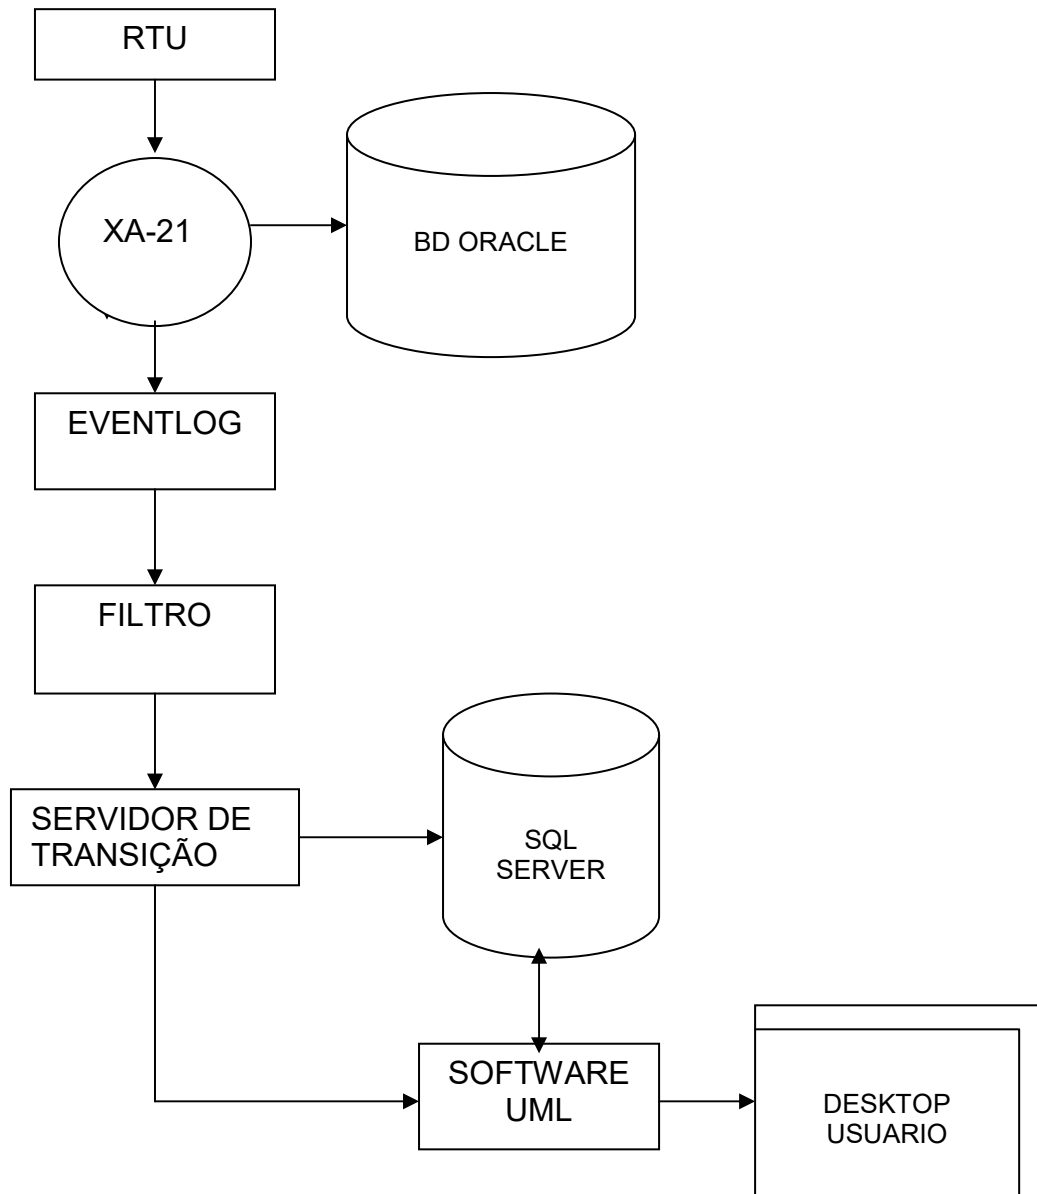 RTU
XA-21
BD ORACLE
EVENTLOG
FILTRO
SERVIDOR DE
TRANSIÇÃO
SQL
SERVER
SOFTWARE
UML
DESKTOP
USUARIO